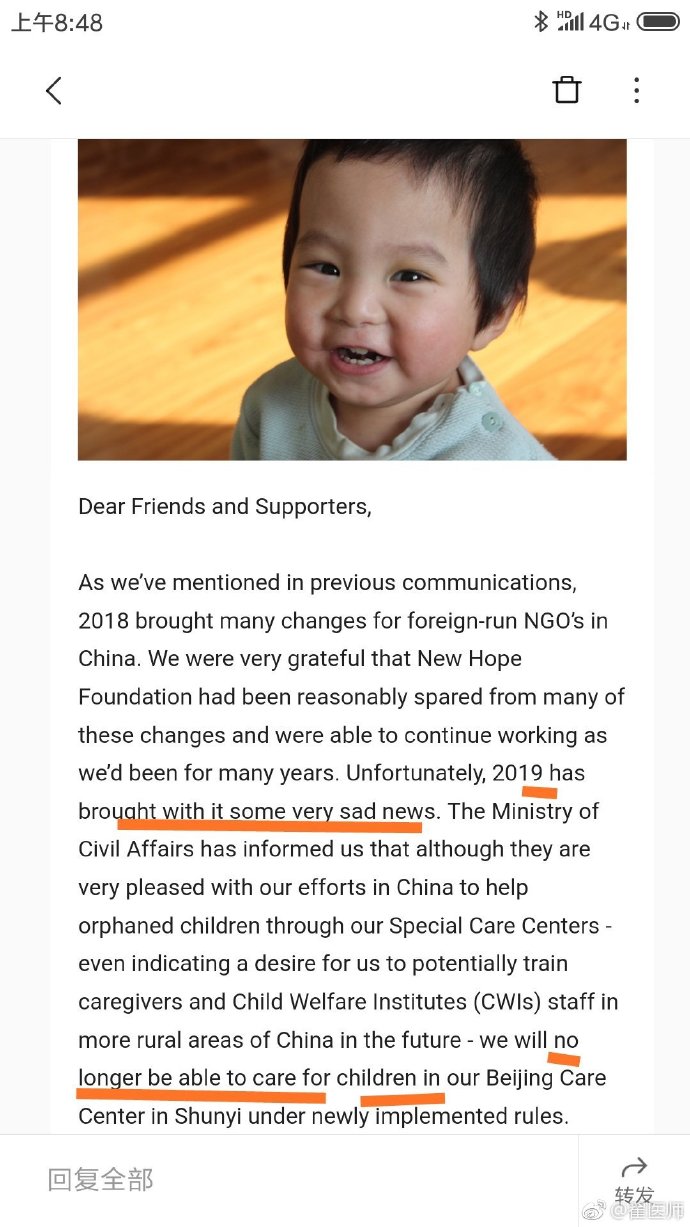 上午8:48
HD 4G
Dear Friends and Supporters,
As we’ve mentioned in previous communications,
2018 brought many changes for foreign-run NGO’s in
China. We were very grateful that New Hope
Foundation had been reasonably spared from many of
these changes and were able to continue working as
we’d been for many years. Unfortunately, 2019 has
brought with it some very sad news. The Ministry of
Civil Affairs has informed us that although they are
very pleased with our efforts in China to help
orphaned children through our Special Care Centers -
even indicating a desire for us to potentially train
caregivers and Child Welfare Institutes (CWIs) staff in
more rural areas of China in the future - we will no
longer be able to care for children in our Beijing Care
Center in Shunyi under newly implemented rules.
回复全部
转发
@崔医师